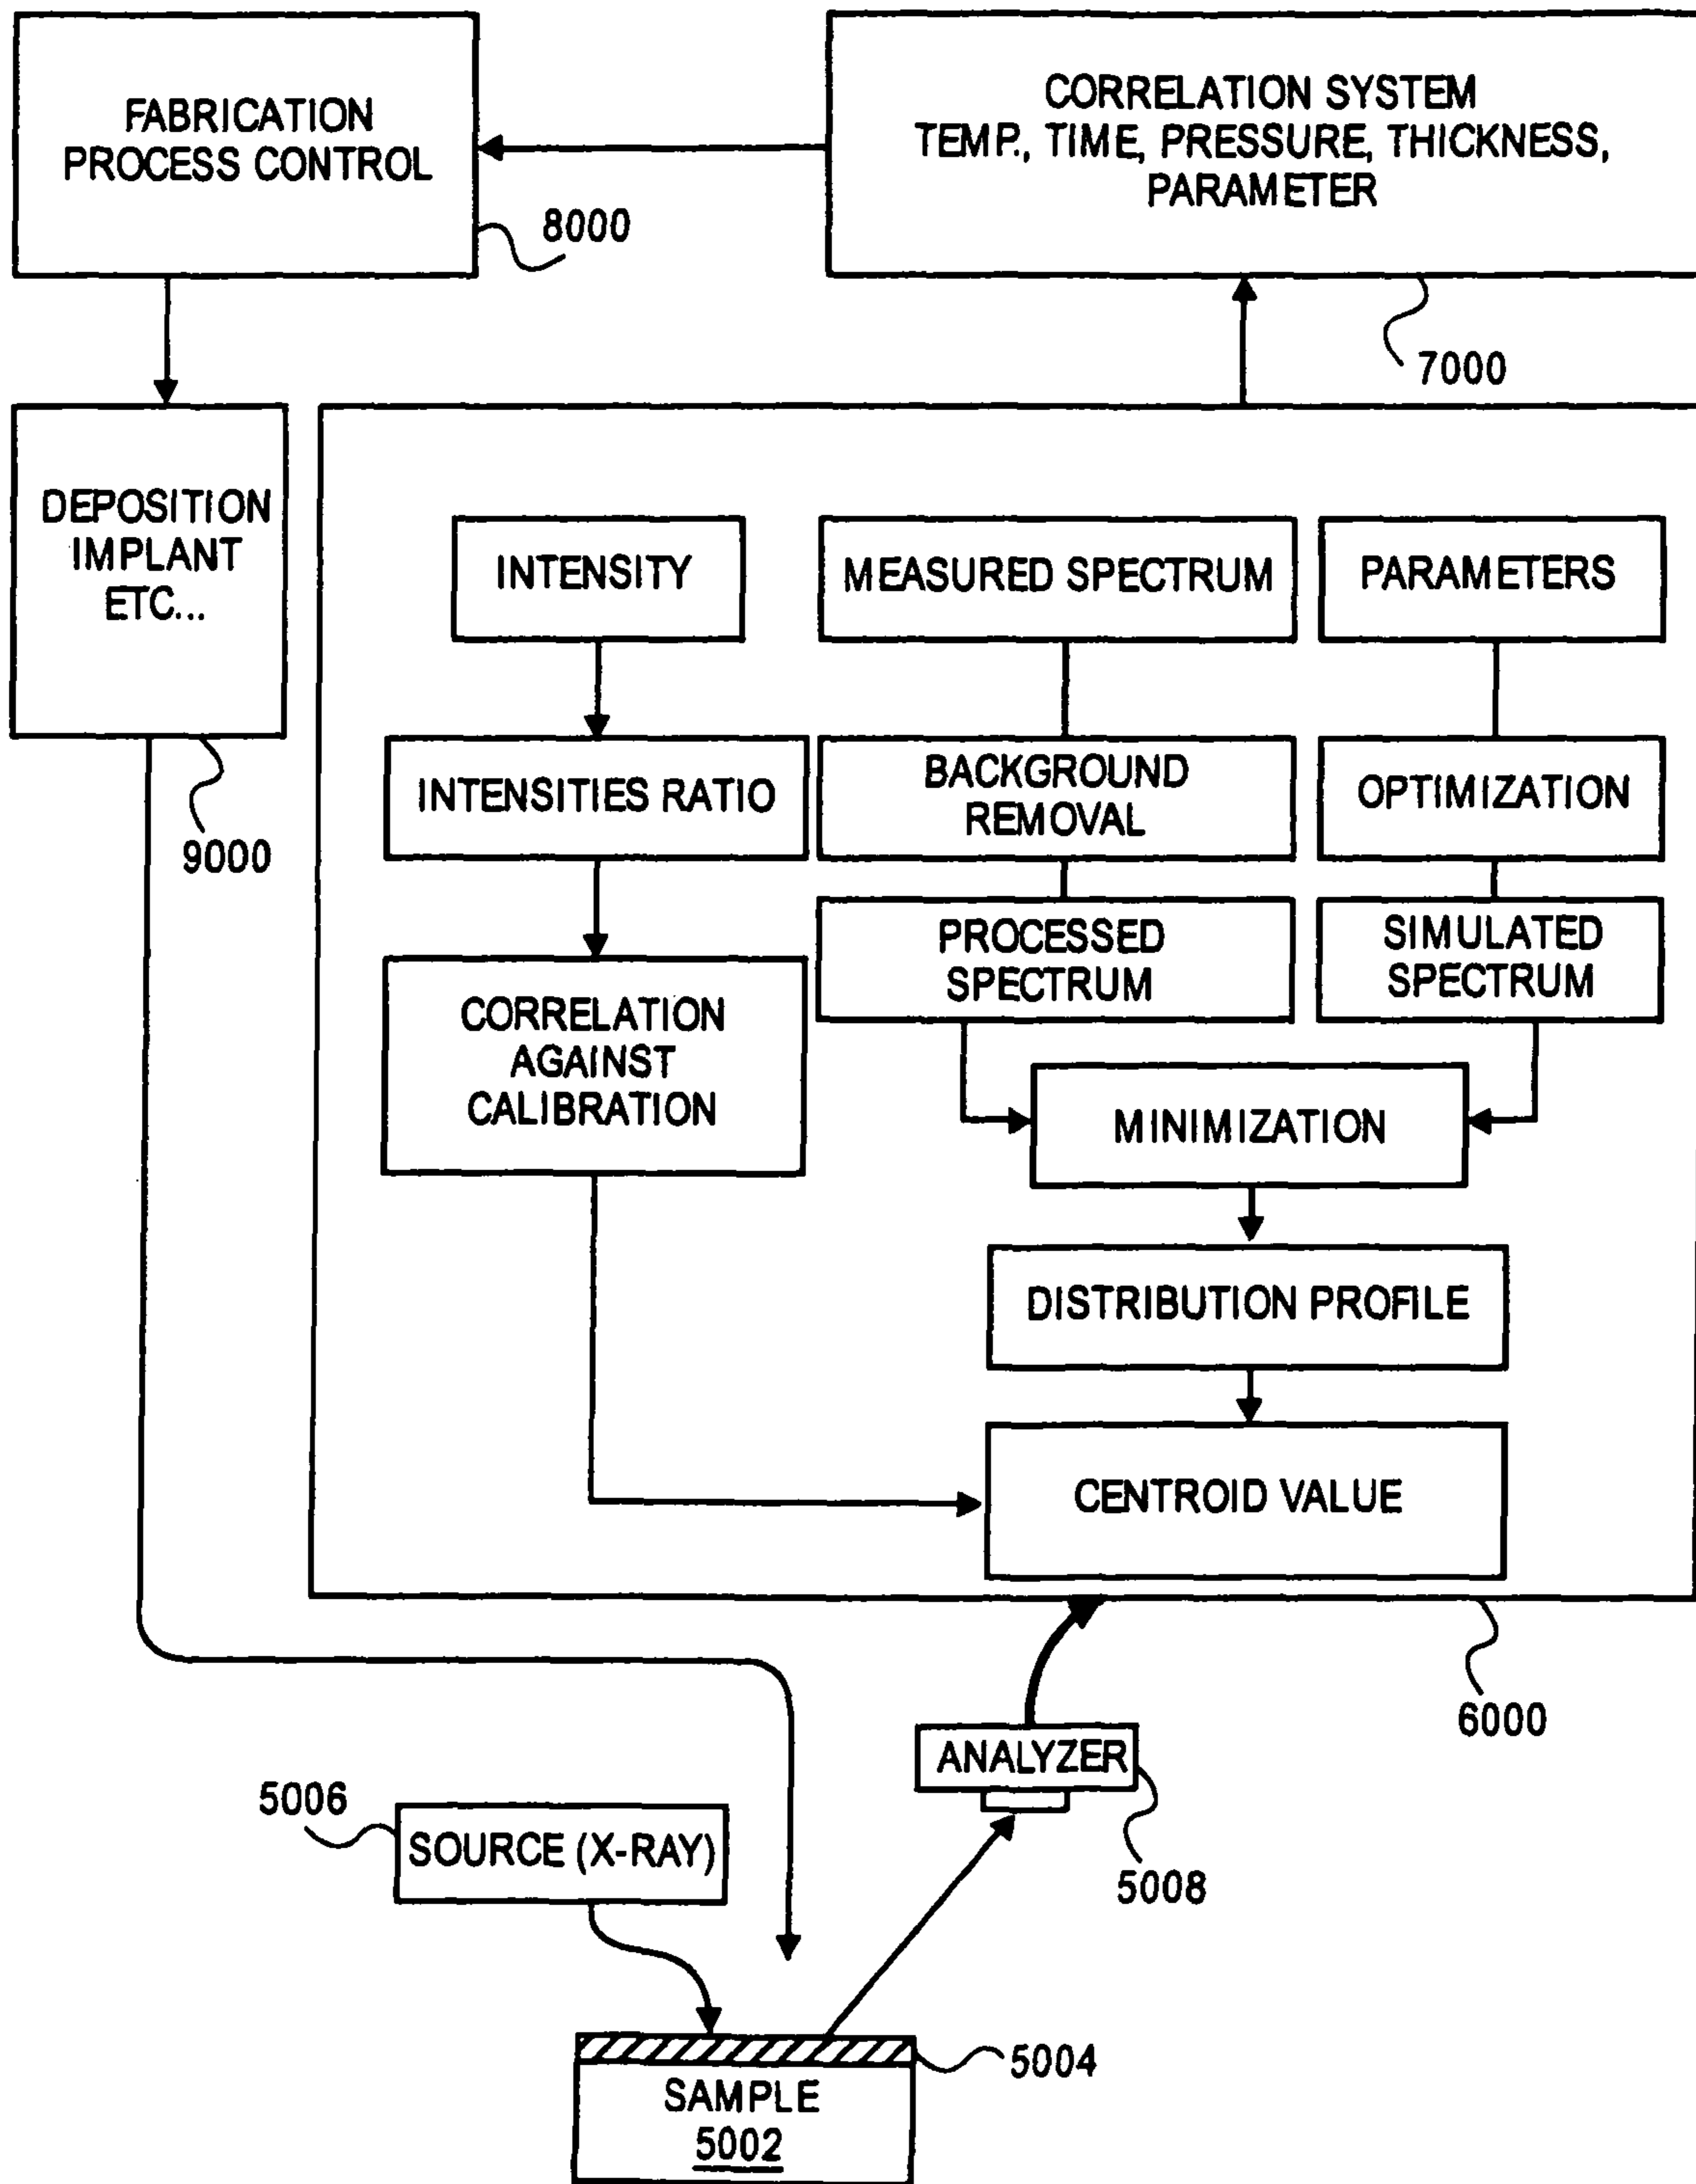 FABRICATION
PROCESS CONTROL
8000
CORRELATION SYSTEM
TEMP., TIME, PRESSURE, THICKNESS,
PARAMETER
7000
DEPOSITION
IMPLANT
ETC...
9000
INTENSITY
MEASURED SPECTRUM
PARAMETERS
INTENSITIES RATIO
BACKGROUND
REMOVAL
OPTIMIZATION
CORRELATION
AGAINST
CALIBRATION
PROCESSED
SPECTRUM
SIMULATED
SPECTRUM
MINIMIZATION
DISTRIBUTION PROFILE
CENTROID VALUE
6000
ANALYZER
5008
5006
SOURCE (X-RAY)
5004
SAMPLE
5002